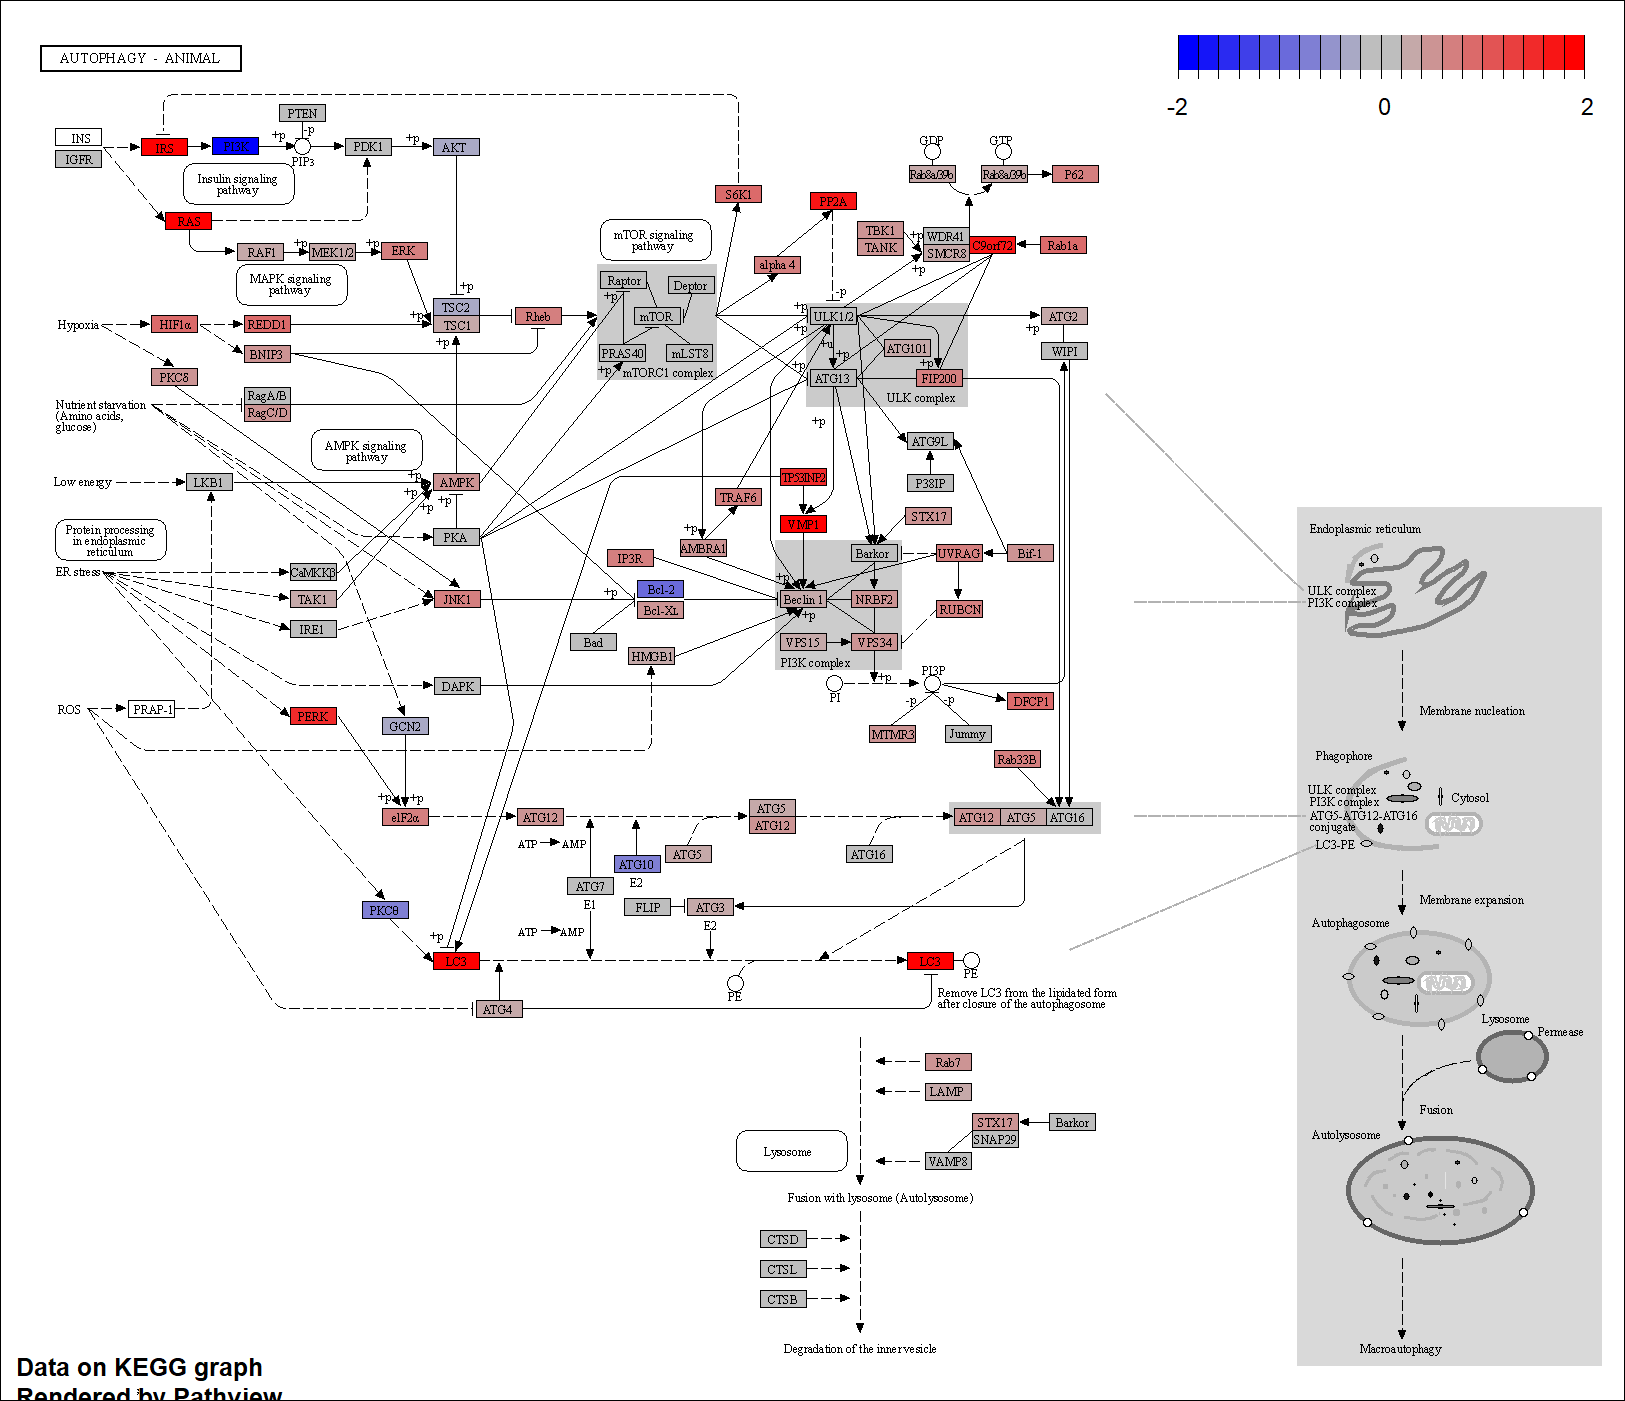 AUTOPHAGY - ANIMAL
-2
0
2
PTEN
INS
IGFR
IRS
PI3K
+p
-p
PIP3
PDK1
+p
AKT
Insulin signaling
pathway
RAS
RAF1
+p
MEK1/2
+p
ERK
MAPK signaling
pathway
S6K1
PP2A
alpha 4
mTOR signaling
pathway
GDP
GTP
Rab8a/39b
Rab8a/39b
P62
TBK1
TANK
+p
+p
WDR41
SMCR8
C9orf72
Rab1a
Raptor
Deptor
+p
mTOR
PRAS40
mLST8
+p
mTORC1 complex
+p
TSC2
TSC1
+p
+p
Rheb
Hypoxia
HIF1α
REDD1
BNIP3
PKCδ
RagA/B
RagC/D
Nutrient starvation
(Amino acids,
glucose)
-p
+p
+p
ULK1/2
+u
+p
ATG101
+p
+p
ATG13
FIP200
ULK complex
+p
ATG2
+p
WIPI
ATG9L
P38IP
AMPK signaling
pathway
Low energy
LKB1
+p
+p
+p
+p
AMPK
PKA
TP53INP2
TRAF6
VMP1
STX17
+p
AMBRA1
Barkor
UVRAG
Bif-1
Protein processing
in endoplasmic
reticulum
ER stress
CaMKKβ
TAK1
IRE1
JNK1
IP3R
+p
Bcl-2
Bcl-XL
Bad
HMGB1
+p
Beclin 1
+p
NRBF2
RUBCN
VPS15
VPS34
PI3K complex
+p
DAPK
PI
PI3P
-p
-p
DFCP1
MTMR3
Jummy
ROS
PRAP-1
PERK
GCN2
+p
+p
eIF2α
Rab33B
ATG12
ATG5
ATG12
ATG12
ATG5
ATG16
ATP
AMP
ATG10
E2
ATG5
ATG16
ATG7
E1
FLIP
ATG3
E2
ATP
AMP
PKCθ
+p
LC3
LC3
PE
PE
ATG4
Remove LC3 from the lipidated form
after closure of the autophagosome
Rab7
LAMP
STX17
SNAP29
Barkor
VAMP8
Lysosome
Fusion with lysosome (Autolysosome)
CTSD
CTSL
CTSB
Degradation of the inner vesicle
Endoplasmic reticulum
ULK complex
PI3K complex
Membrane nucleation
Phagophore
ULK complex
PI3K complex
Cytosol
ATG5-ATG12-ATG16
conjugate
LC3-PE
Membrane expansion
Autophagosome
Lysosome
Permease
Fusion
Autolysosome
Macroautophagy
Data on KEGG graph
Rendered by Pathview